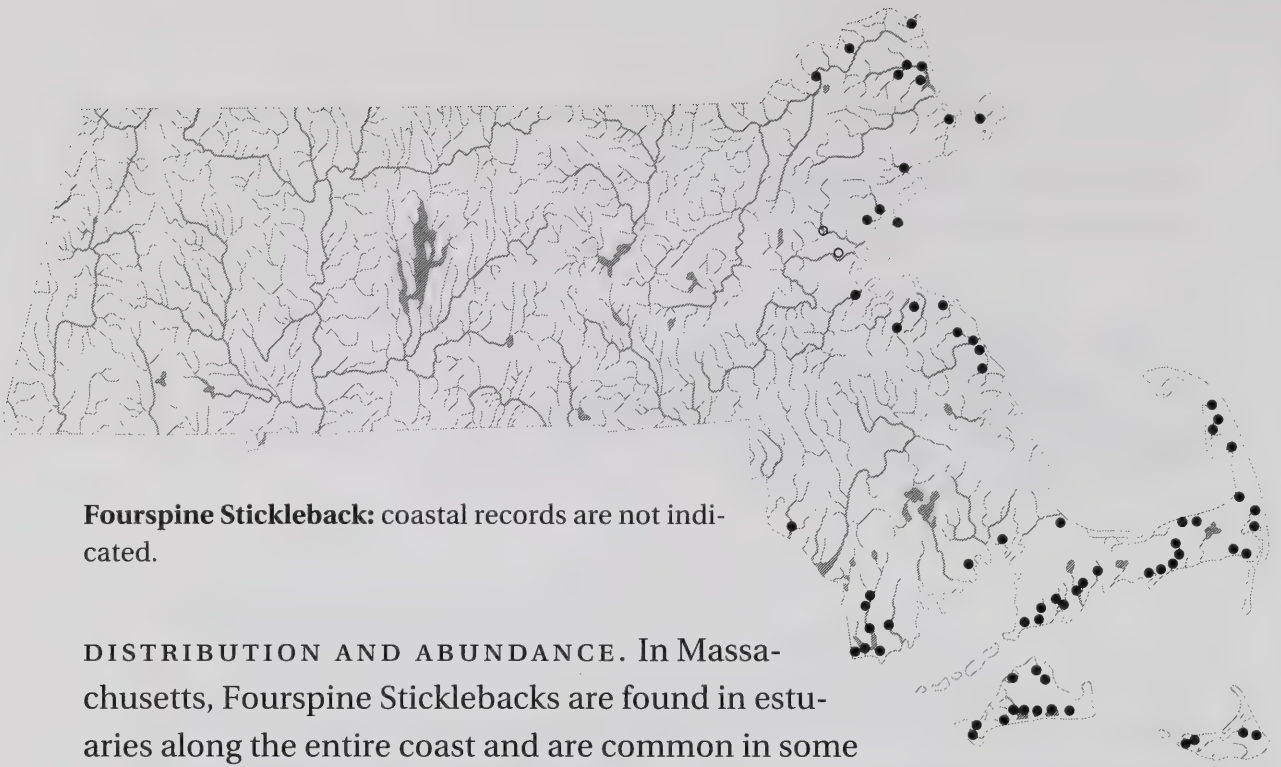 Fourspine Stickleback: coastal records are not indi-
cated.
DISTRIBUTION AND ABUNDANCE. In Massa-
chusetts, Fourspine Sticklebacks are found in estu-
aries along the entire coast and are common in some